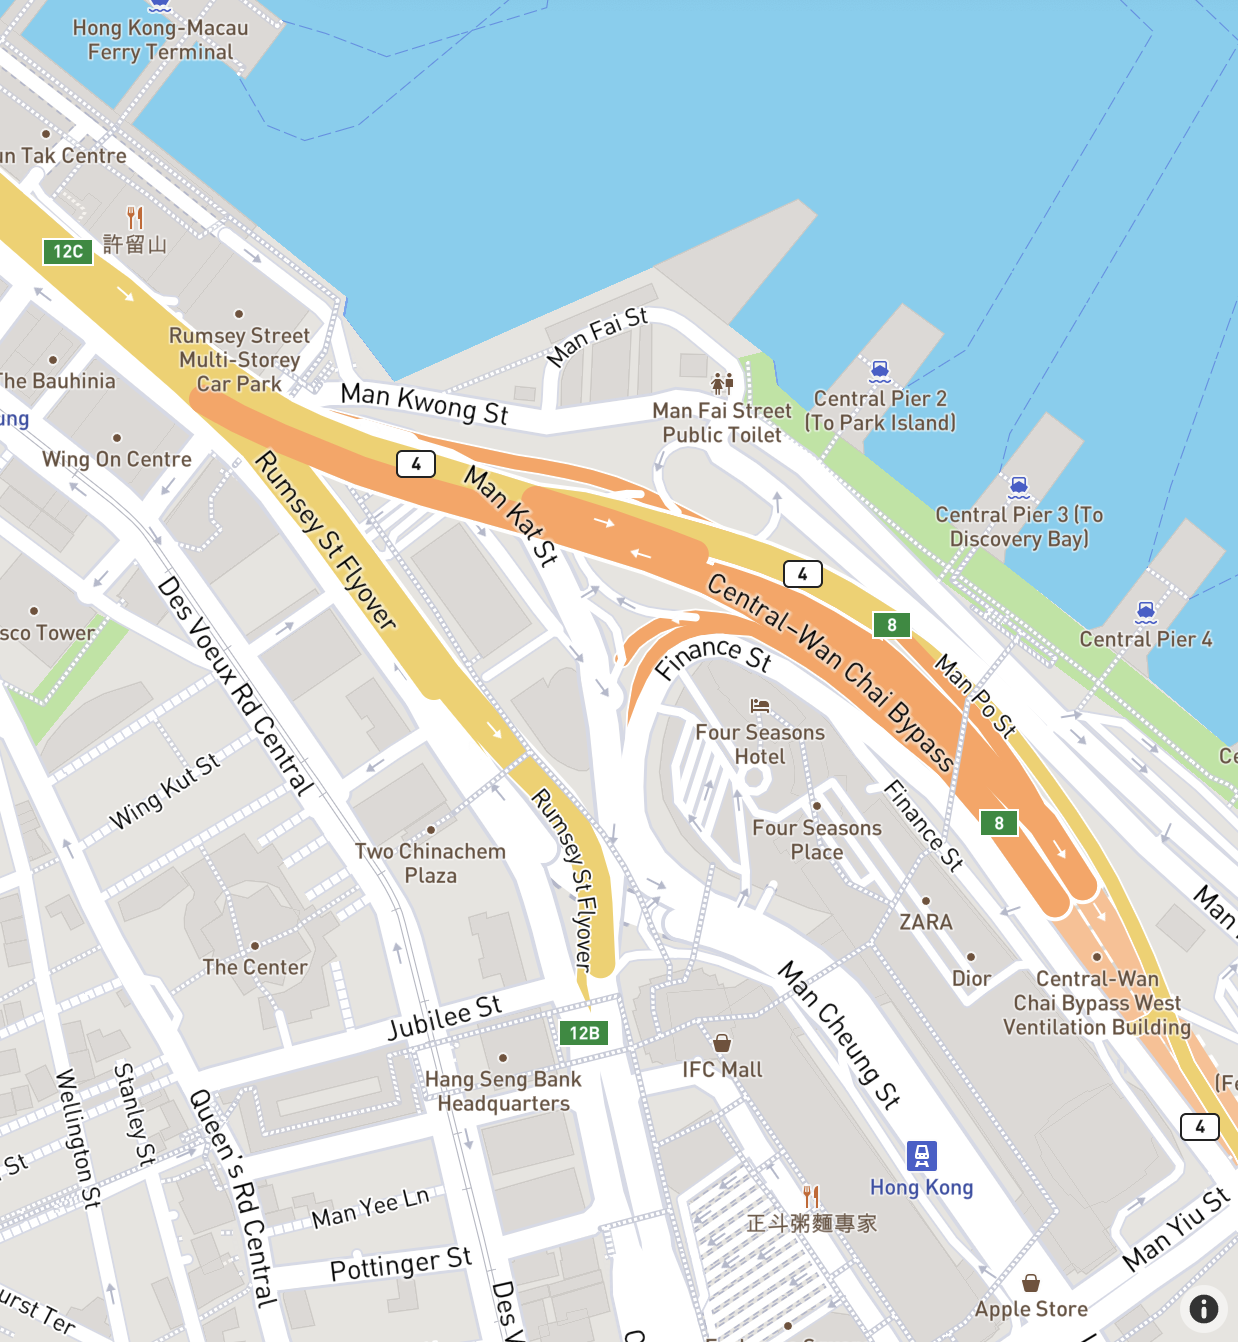 Hong Kong-Macau
Ferry Terminal
un Tak Centre
許留山
12C
Rumsey Street
Multi-Storey
Car Park
The Bauhinia
ung
Wing On Centre
Man Fai St
Man Kwong St
Man Fai Street
Public Toilet
Central Pier 2
(To Park Island)
4
Man Kat St
Rumsey St Flyover
Central Pier 3 (To
Discovery Bay)
4
8
Central Pier 4
sco Tower
Des Voeux Rd Central
Central-Wan Chai Bypass
Finance St
Man Po St
Four Seasons
Hotel
Ce
Wing Kut St
Rumsey St Flyover
Finance St
8
Four Seasons
Place
Two Chinachem
Plaza
ZARA
Man
The Center
Dior
Central-Wan
Chai Bypass West
Ventilation Building
Man Cheung St
Jubilee St
12B
IFC Mall
Hang Seng Bank
Headquarters
(Fe
4
Wellington St
Stanley St
Queen's Rd Central
St
Hong Kong
Man Yee Ln
正斗粥麵專家
Man Yiu St
Pottinger St
Apple Store
urst Ter
Des V